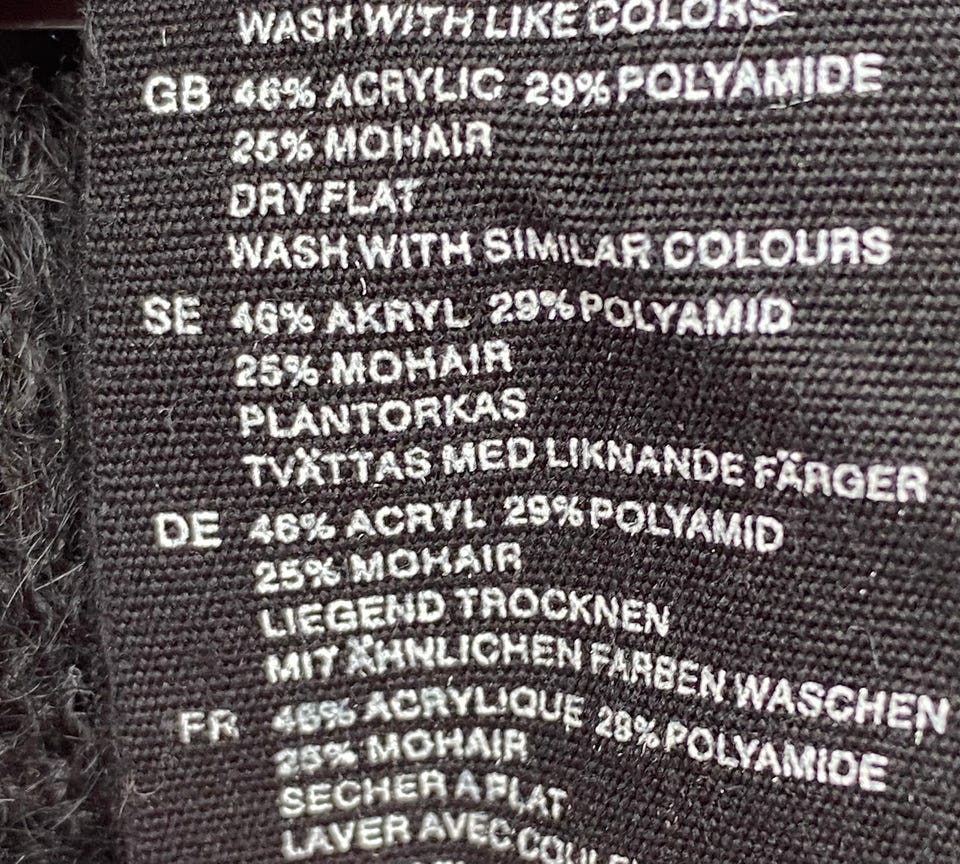 WASH WITH LIKE COLORS
GB 46% ACRYLIC 29% POLYAMIDE
25% MOHAIR
DRY FLAT
WASH WITH SIMILAR COLOURS
SE 46% AKRYL 29% POLYAMID
25% MOHAIR
PLANTORKAS
TVÄTTAS MED LIKNANDE FÄRGER
DE 46% ACRYL 29% POLYAMID
25% MOHAIR
LIEGEND TROCKNEN
MIT ÄHNLICHEN FARBEN WASCHEN
FR 46% ACRYLIQUE 29% POLYAMIDE
25% MOHAIR
SECHER A PLAT
LAVER AVEC